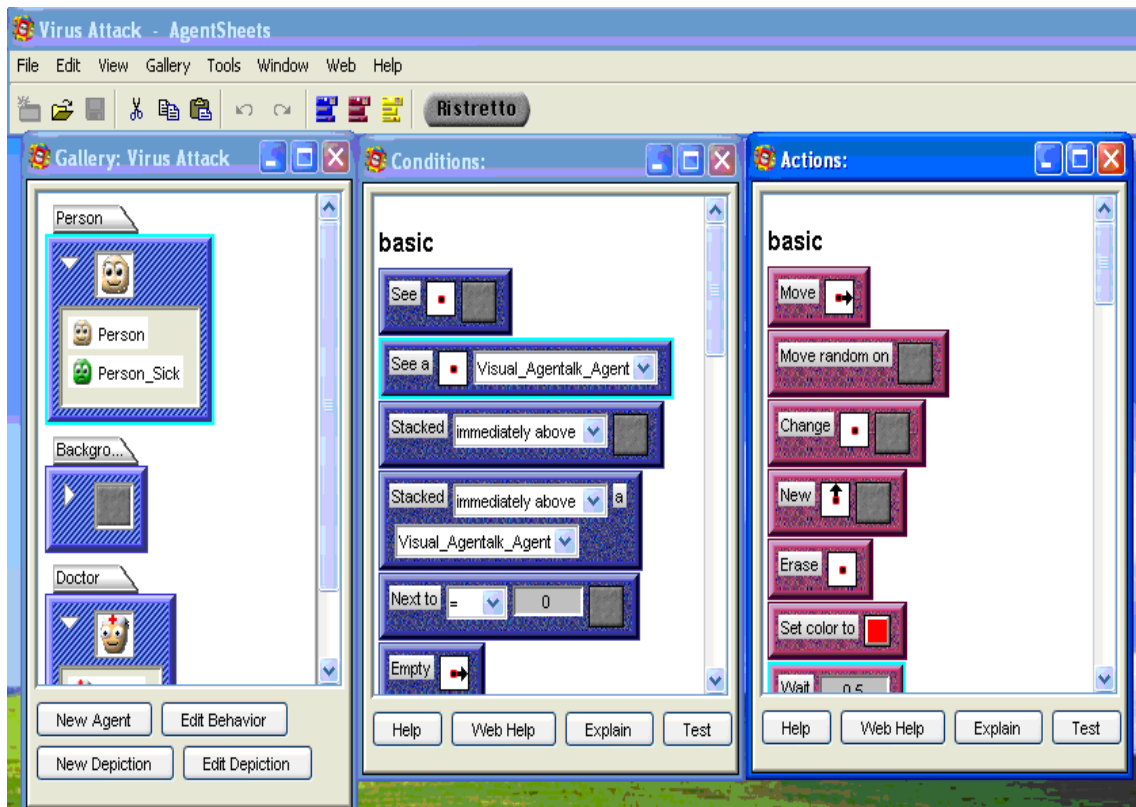 Virus Attack - AgentSheets
File Edit View Gallery Tools Window Web Help
Ristretto
Gallery: Virus Attack
Person
Person
Person_Sick
Backgro...
Doctor
New Agent Edit Behavior
New Depiction Edit Depiction
Conditions:
basic
See
See a Visual_Agentalk_Agent
Stacked immediately above
Stacked immediately above a
Visual_Agentalk_Agent
Next to = 0
Empty
Help Web Help Explain Test
Actions:
basic
Move
Move random on
Change
New
Erase
Set color to
Wait 0.5
Help Web Help Explain Test